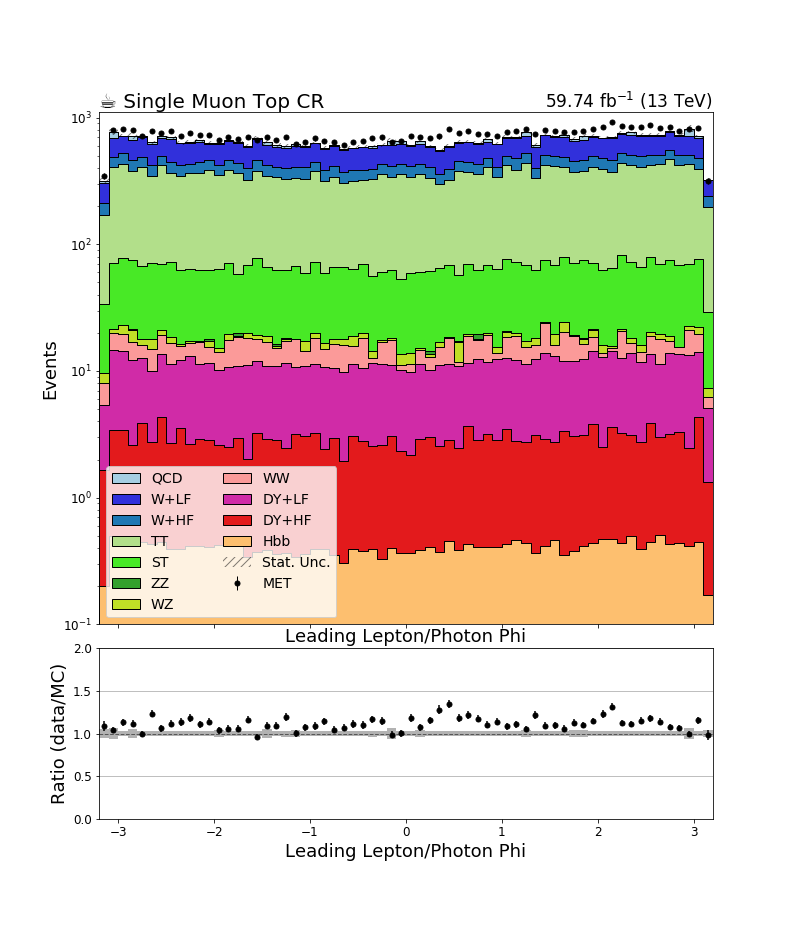 ☕ Single Muon Top CR 59.74 fb⁻¹ (13 TeV)
10³
10²
10¹
10⁰
10⁻¹
Events
QCD WW
W+LF DY+LF
W+HF DY+HF
TT Hbb
ST Stat. Unc.
ZZ MET
WZ
Leading Lepton/Photon Phi
2.0
1.5
1.0
0.5
0.0
Ratio (data/MC)
−3 −2 −1 0 1 2 3
Leading Lepton/Photon Phi